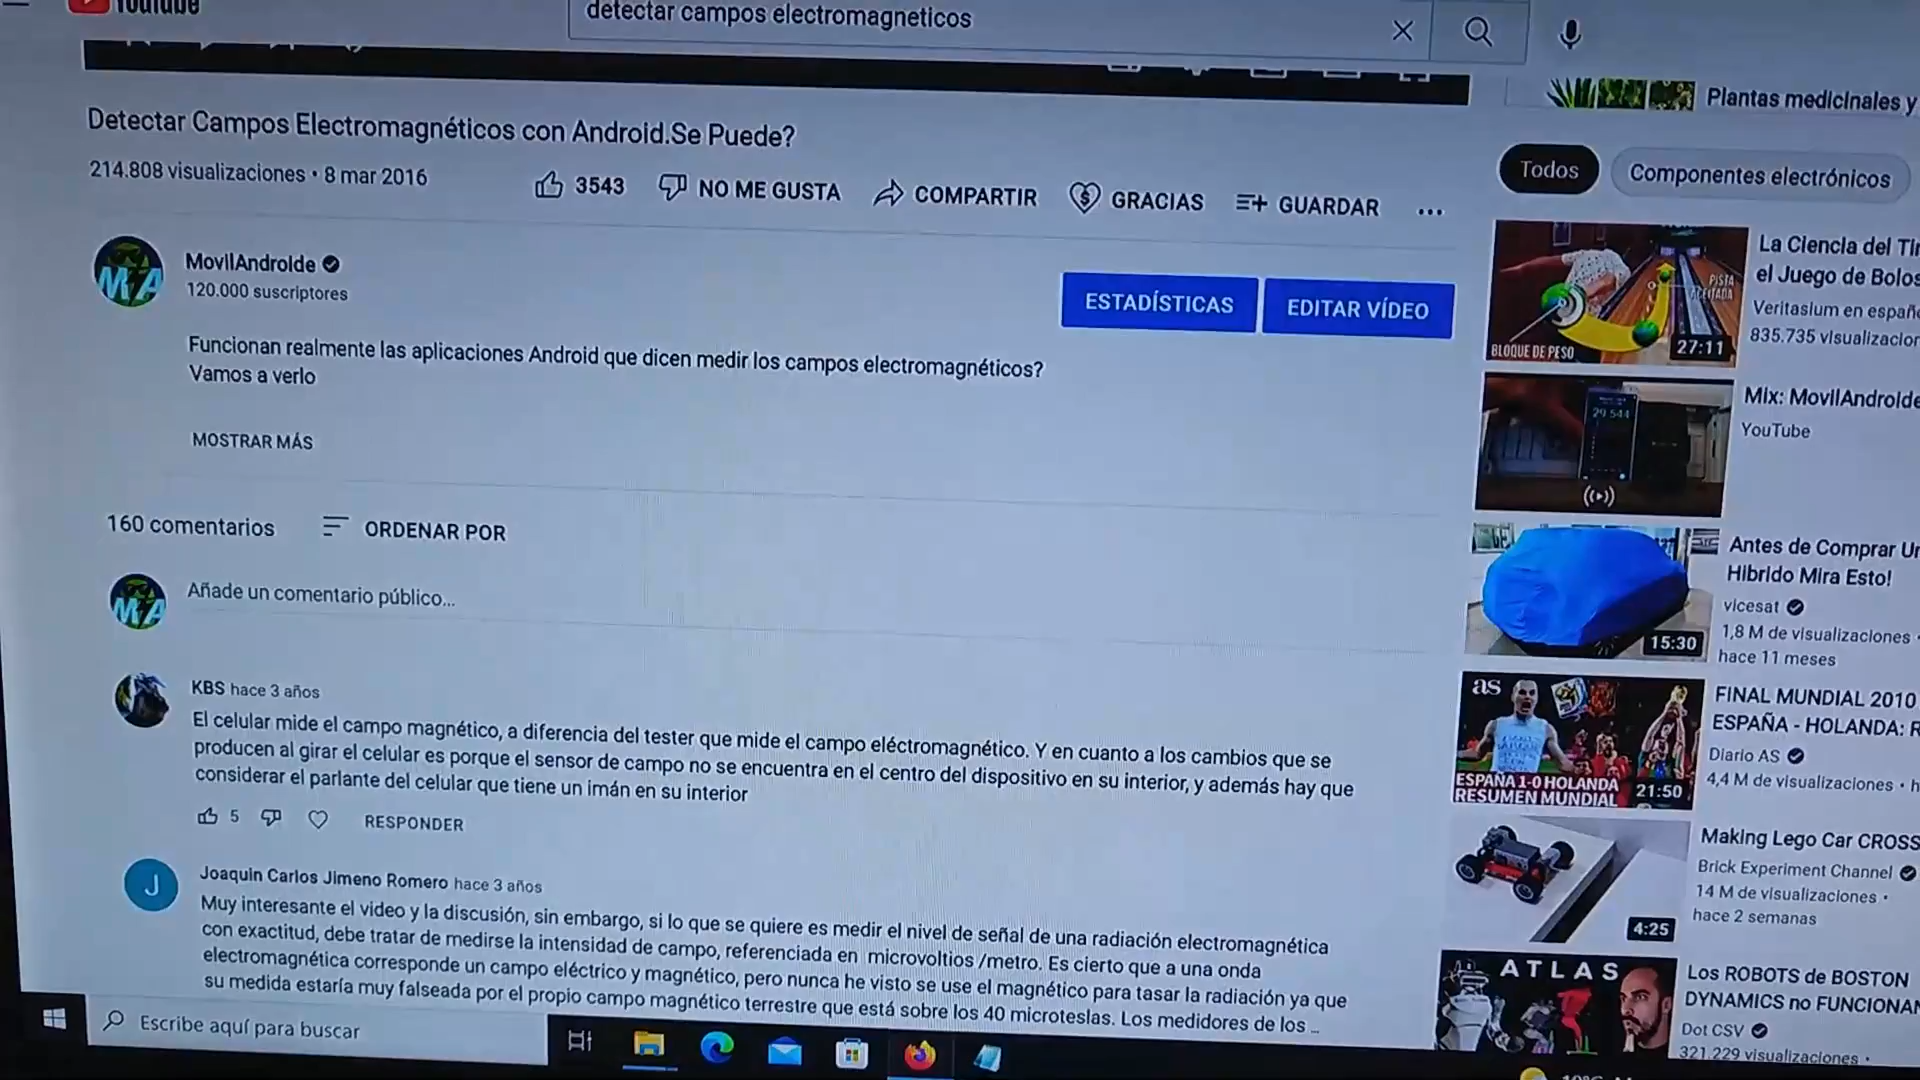 YouTube
detectar campos electromagneticos
Detectar Campos Electromagnéticos con Android.Se Puede?
214.808 visualizaciones • 8 mar 2016
3543
NO ME GUSTA
COMPARTIR
GRACIAS
GUARDAR
MovilAndroide
120.000 suscriptores
ESTADÍSTICAS
EDITAR VÍDEO
Funcionan realmente las aplicaciones Android que dicen medir los campos electromagnéticos?
Vamos a verlo
MOSTRAR MÁS
160 comentarios
ORDENAR POR
Añade un comentario público...
KBS hace 3 años
El celular mide el campo magnético, a diferencia del tester que mide el campo eléctromagnético. Y en cuanto a los cambios que se
producen al girar el celular es porque el sensor de campo no se encuentra en el centro del dispositivo en su interior, y además hay que
considerar el parlante del celular que tiene un imán en su interior
5
RESPONDER
J
Joaquin Carlos Jimeno Romero hace 3 años
Muy interesante el video y la discusión, sin embargo, si lo que se quiere es medir el nivel de señal de una radiación electromagnética
con exactitud, debe tratar de medirse la intensidad de campo, referenciada en microvoltios /metro. Es cierto que a una onda
electromagnética corresponde un campo eléctrico y magnético, pero nunca he visto se use el magnético para tasar la radiación ya que
su medida estaría muy falseada por el propio campo magnético terrestre que está sobre los 40 microteslas. Los medidores de los ...
Plantas medicinales y
Todos
Componentes electrónicos
PISTA
ACEITADA
BLOQUE DE PESO
27:11
La Ciencia del Tir
el Juego de Bolos
Veritasium en españo
835.735 visualizacion
29 544
Mix: MovilAndroide
YouTube
15:30
Antes de Comprar Un
Hibrido Mira Esto!
vicesat
1,8 M de visualizaciones •
hace 11 meses
as
ESPAÑA 1-0 HOLANDA
RESUMEN MUNDIAL
21:50
FINAL MUNDIAL 2010
ESPAÑA - HOLANDA: R
Diario AS
4,4 M de visualizaciones • h
4:25
Making Lego Car CROSS
Brick Experiment Channel
14 M de visualizaciones •
hace 2 semanas
ATLAS
Los ROBOTS de BOSTON
DYNAMICS no FUNCIONAN
Dot CSV
321.229 visualizaciones •
Escribe aquí para buscar